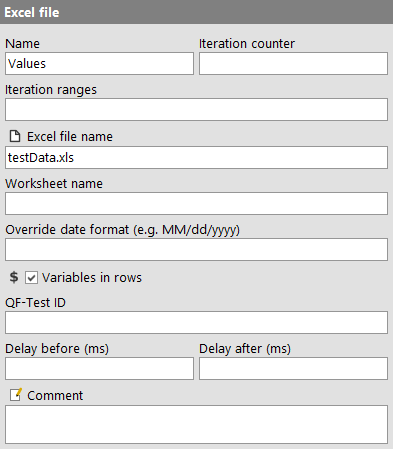 Excel file
Name Iteration counter
Values
Iteration ranges
Excel file name
testData.xls
Worksheet name
Override date format (e.g. MM/dd/yyyy)
$ Variables in rows
QF-Test ID
Delay before (ms) Delay after (ms)
Comment